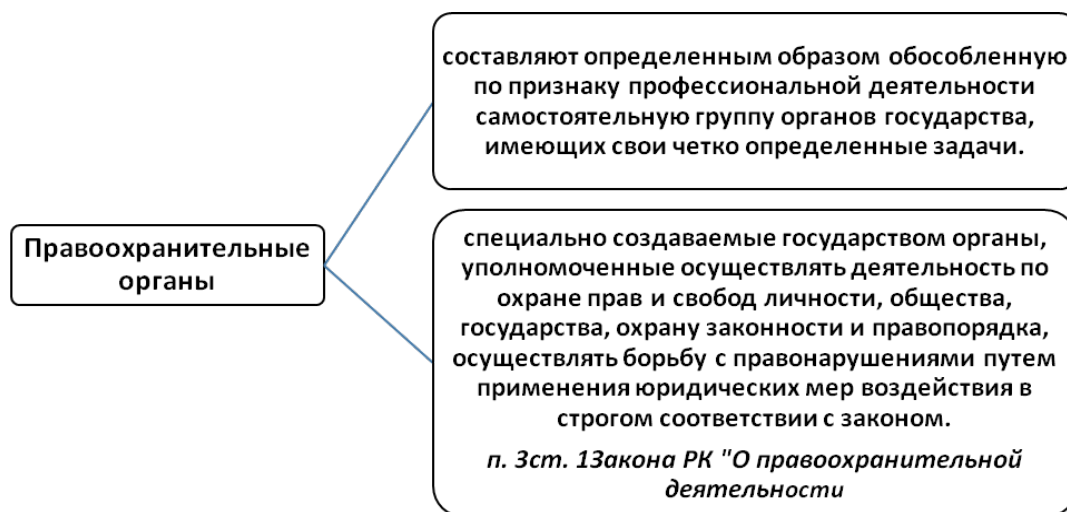 составляют определенным образом обособленную
по признаку профессиональной деятельности
самостоятельную группу органов государства,
имеющих свои четко определенные задачи.
Правоохранительные
органы
специально создаваемые государством органы,
уполномоченные осуществлять деятельность по
охране прав и свобод личности, общества,
государства, охрану законности и правопорядка,
осуществлять борьбу с правонарушениями путем
применения юридических мер воздействия в
строгом соответствии с законом.
п. 3ст. 1Закона РК "О правоохранительной
деятельности